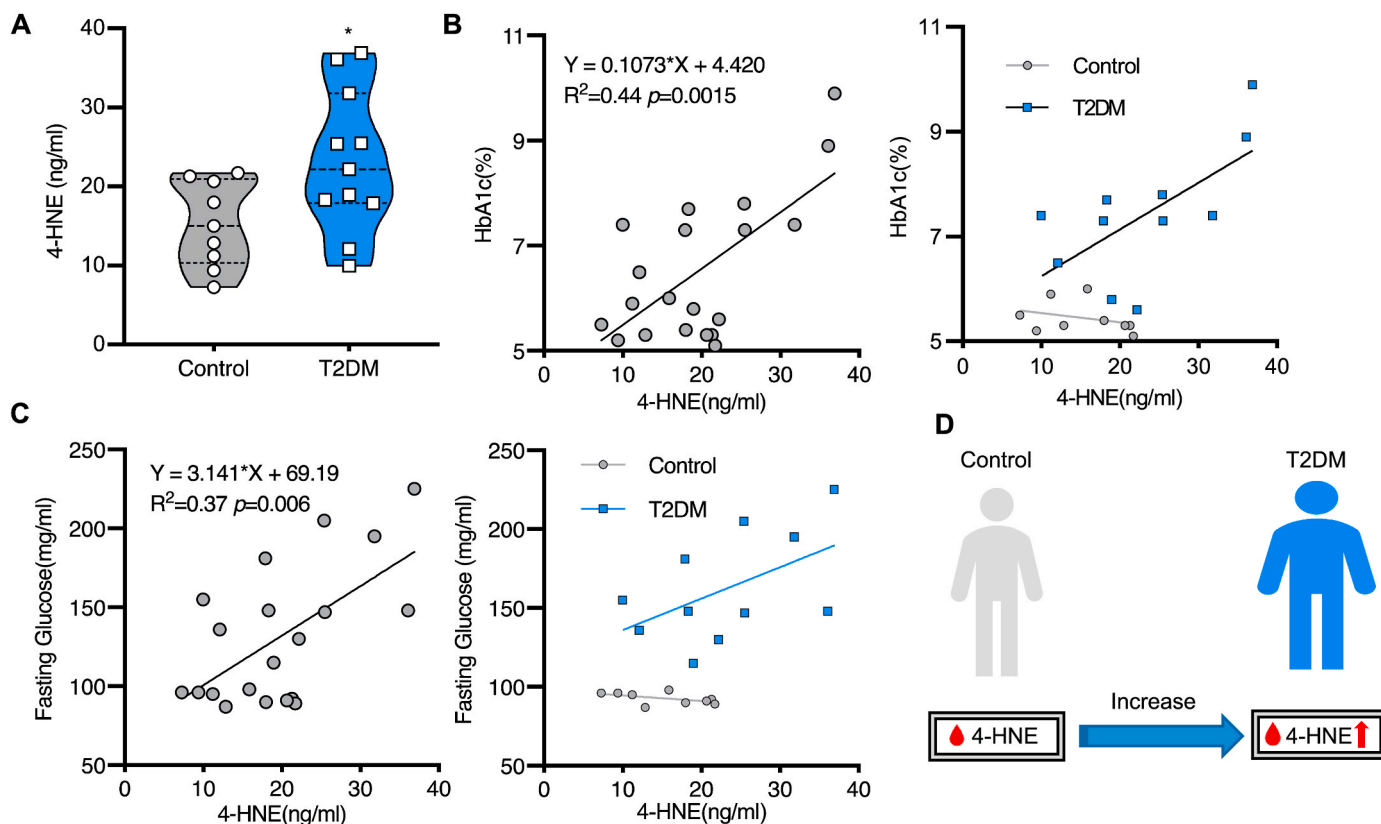 A
4-HNE (ng/ml)
40
30
20
10
0
*
Control
T2DM
B
HbA1c(%)
11
9
7
5
Y = 0.1073*X + 4.420
R²=0.44 p=0.0015
0
10
20
30
40
4-HNE(ng/ml)
HbA1c(%)
11
9
7
5
Control
T2DM
0
10
20
30
40
4-HNE(ng/ml)
C
Fasting Glucose(mg/ml)
250
200
150
100
50
Y = 3.141*X + 69.19
R²=0.37 p=0.006
0
10
20
30
40
4-HNE(ng/ml)
Fasting Glucose (mg/ml)
250
200
150
100
50
Control
T2DM
0
10
20
30
40
4-HNE(ng/ml)
D
Control
T2DM
Increase
4-HNE
4-HNE